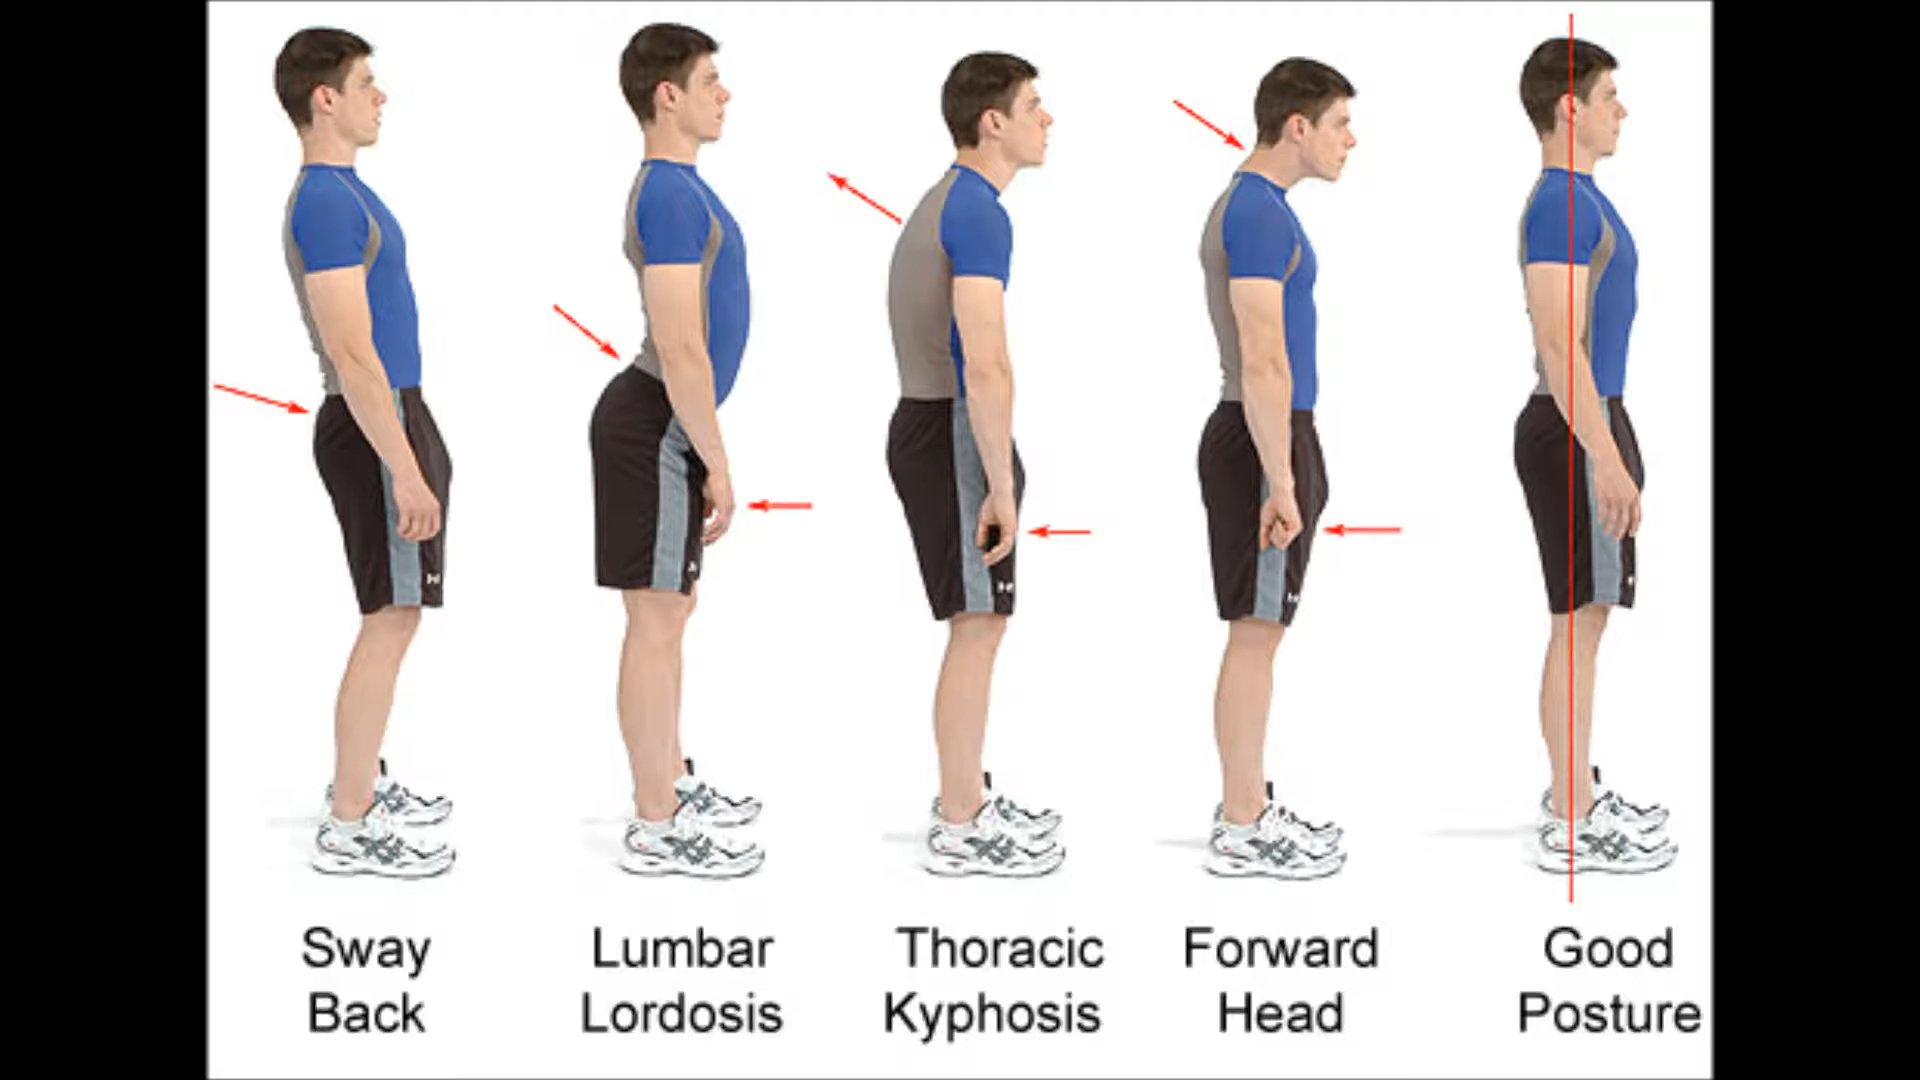 Sway
Back
Lumbar
Lordosis
Thoracic
Kyphosis
Forward
Head
Good
Posture